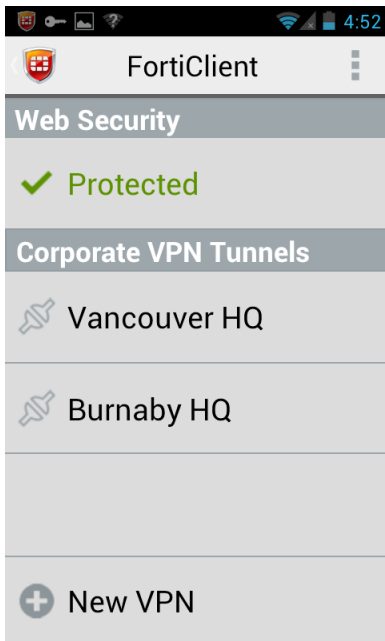 4:52
FortiClient
Web Security
Protected
Corporate VPN Tunnels
Vancouver HQ
Burnaby HQ
New VPN